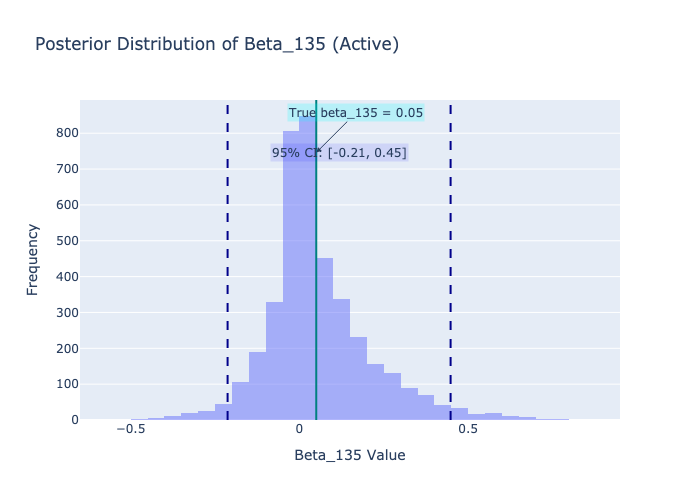 Posterior Distribution of Beta_135 (Active)
True beta_135 = 0.05
95% CI: [-0.21, 0.45]
800
700
600
500
400
300
200
100
0
Frequency
−0.5
0
0.5
Beta_135 Value